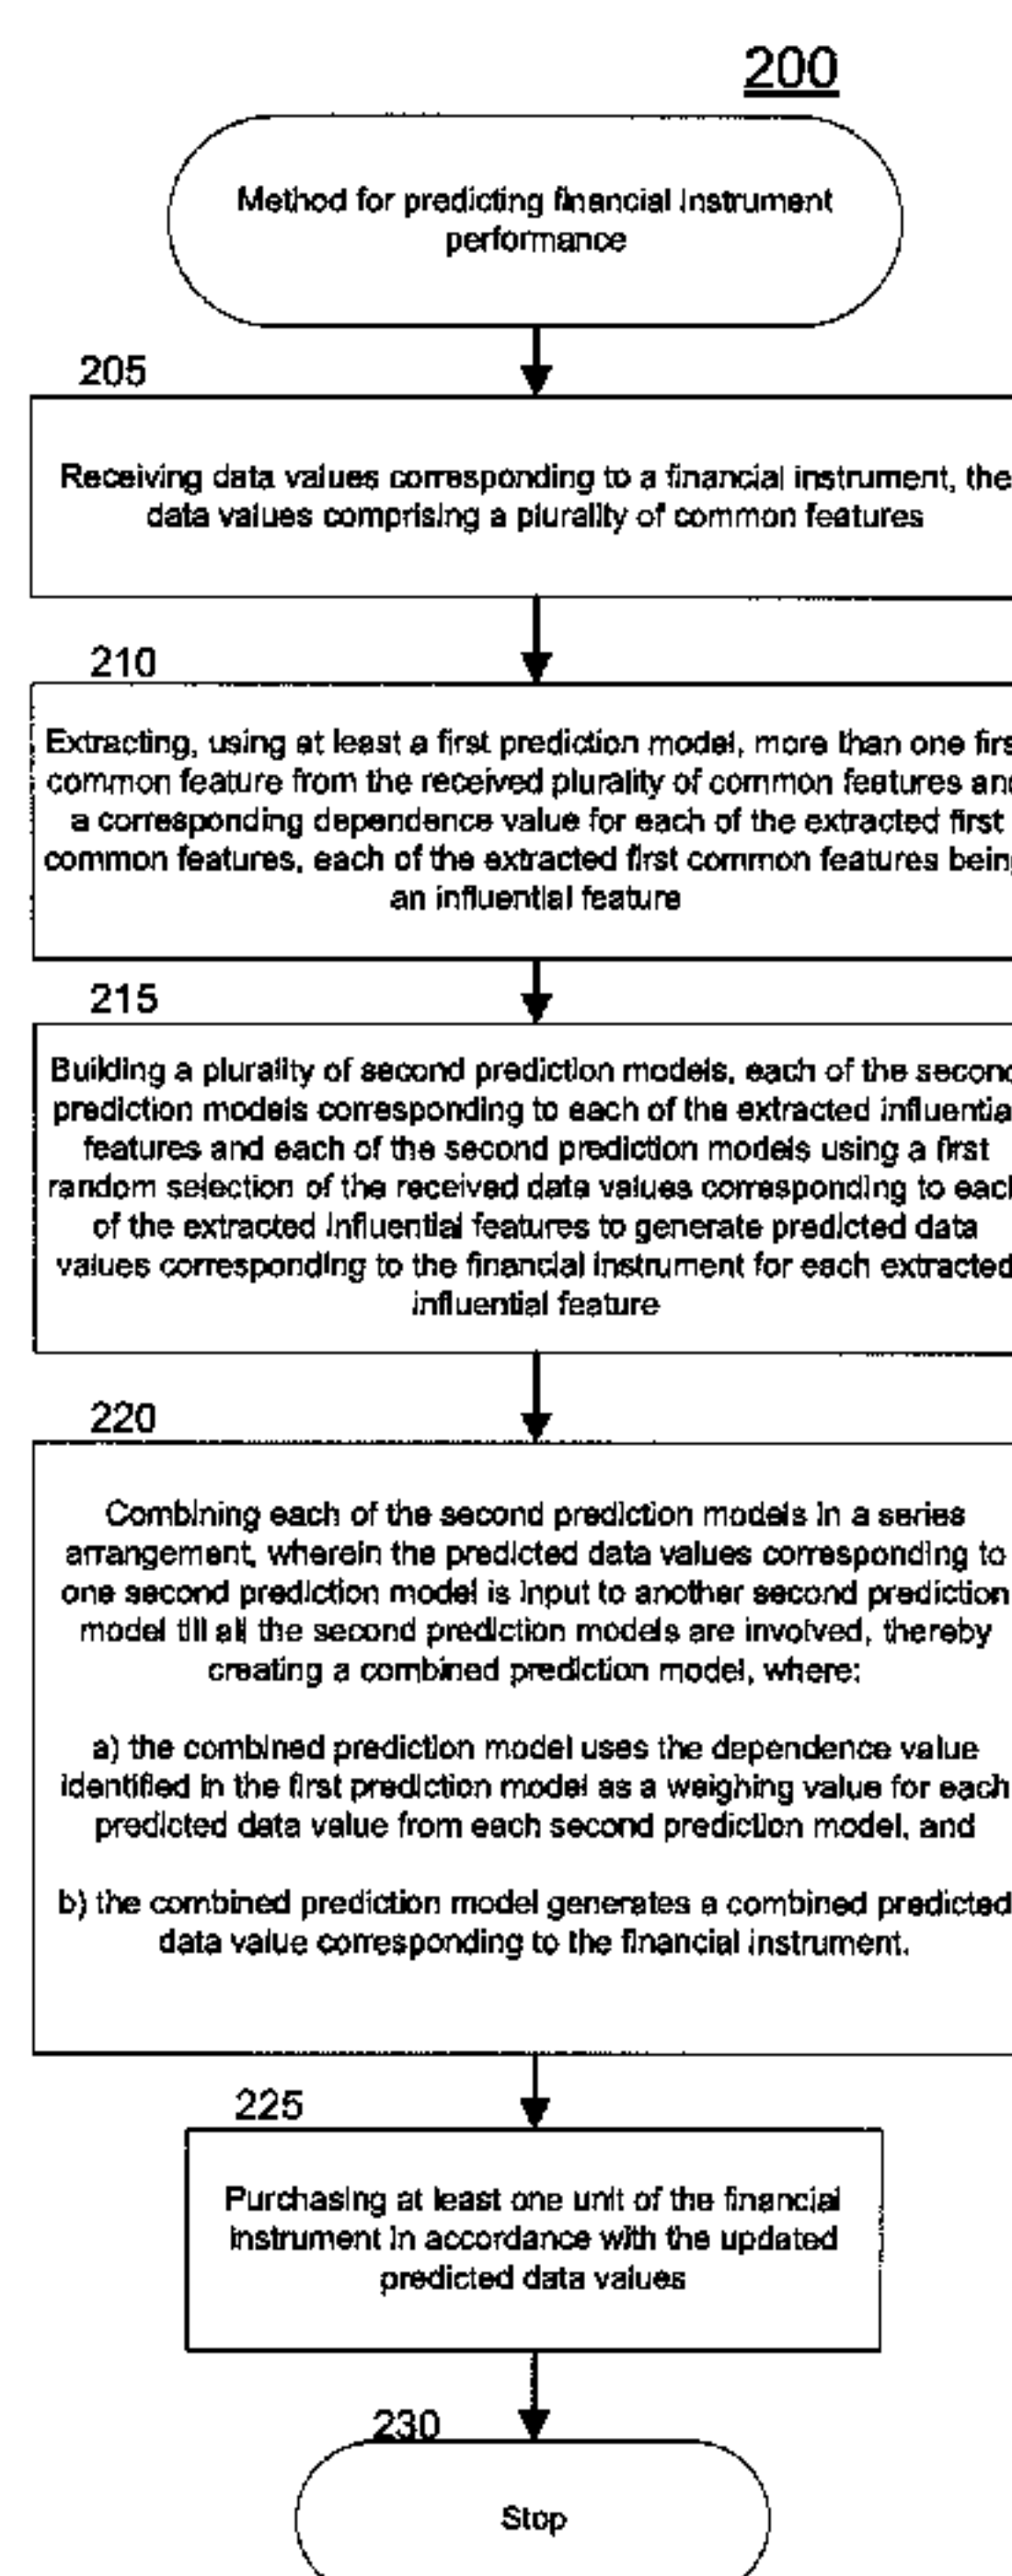 200
Method for predicting financial instrument
performance
205
Receiving data values corresponding to a financial instrument, the
data values comprising a plurality of common features
210
Extracting, using at least a first prediction model, more than one firs
common feature from the received plurality of common features and
a corresponding dependence value for each of the extracted first
common features, each of the extracted first common features being
an influential feature
215
Building a plurality of second prediction models, each of the second
prediction models corresponding to each of the extracted influentia
features and each of the second prediction models using a first
random selection of the received data values corresponding to each
of the extracted influential features to generate predicted data
values corresponding to the financial instrument for each extracted
influential feature
220
Combining each of the second prediction models in a series
arrangement, wherein the predicted data values corresponding to
one second prediction model is input to another second prediction
model till all the second prediction models are involved, thereby
creating a combined prediction model, where:
a) the combined prediction model uses the dependence value
identified in the first prediction model as a weighing value for each
predicted data value from each second prediction model, and
b) the combined prediction model generates a combined predicted
data value corresponding to the financial instrument.
225
Purchasing at least one unit of the financial
instrument in accordance with the updated
predicted data values
230
Stop